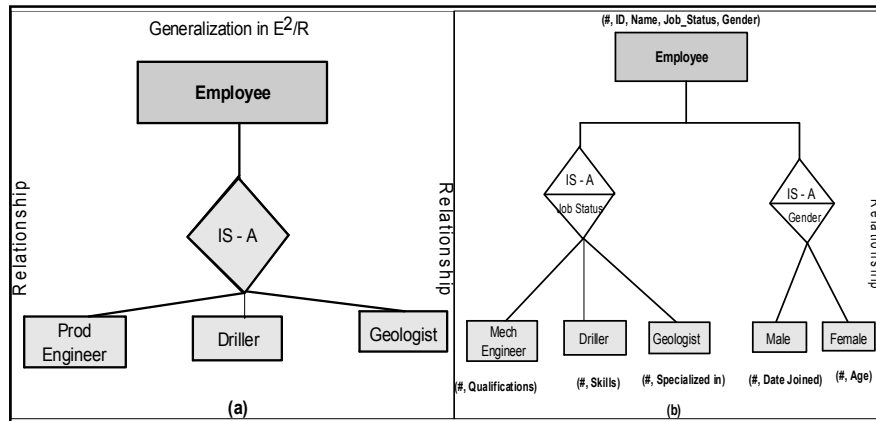 Generalization in E²/R
Employee
IS - A
Relationship
Relationship
Prod
Engineer
Driller
Geologist
(a)
(#, ID, Name, Job_Status, Gender)
Employee
IS - A
Job Status
IS - A
Gender
Relationship
Mech
Engineer
Driller
Geologist
Male
Female
(#, Qualifications)
(#, Skills)
(#, Specialized in)
(#, Date Joined)
(#, Age)
(b)